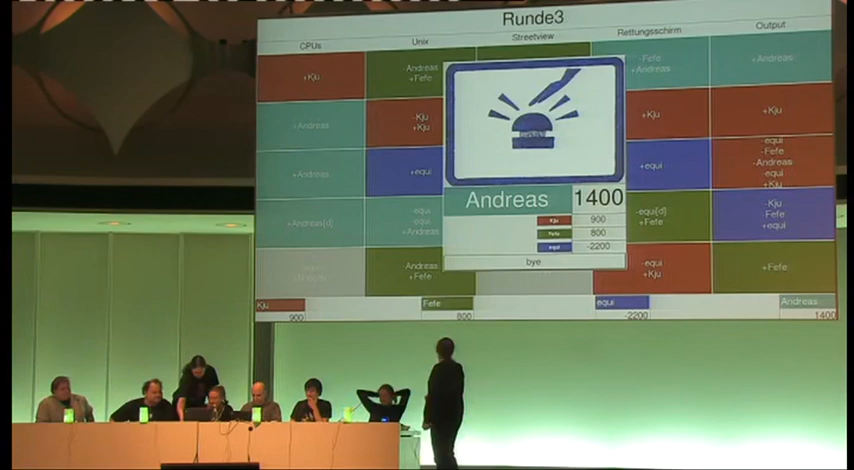 Runde3
CPUs
Unix
Streetview
Rettungsschirm
Output
+Kju
-Andreas
+Fefe
-Fefe
+Andreas
+Andreas
+Andreas
-Kju
+Kju
+Kju
+Kju
+Andreas
+equi
+equi
-equi
-Fefe
-Andreas
equi
+Kju
+Andreas[d]
-equi
-equi
+Andreas
-equi[d]
+Fefe
-Kju
Fefe
+equi
-Andreas
+Fefe
-equi
+Kju
+Fefe
Andreas 1400
Kju 900
Fefe 800
equi -2200
bye
Kju
Fefe
equi
Andreas
900
800
-2200
1400